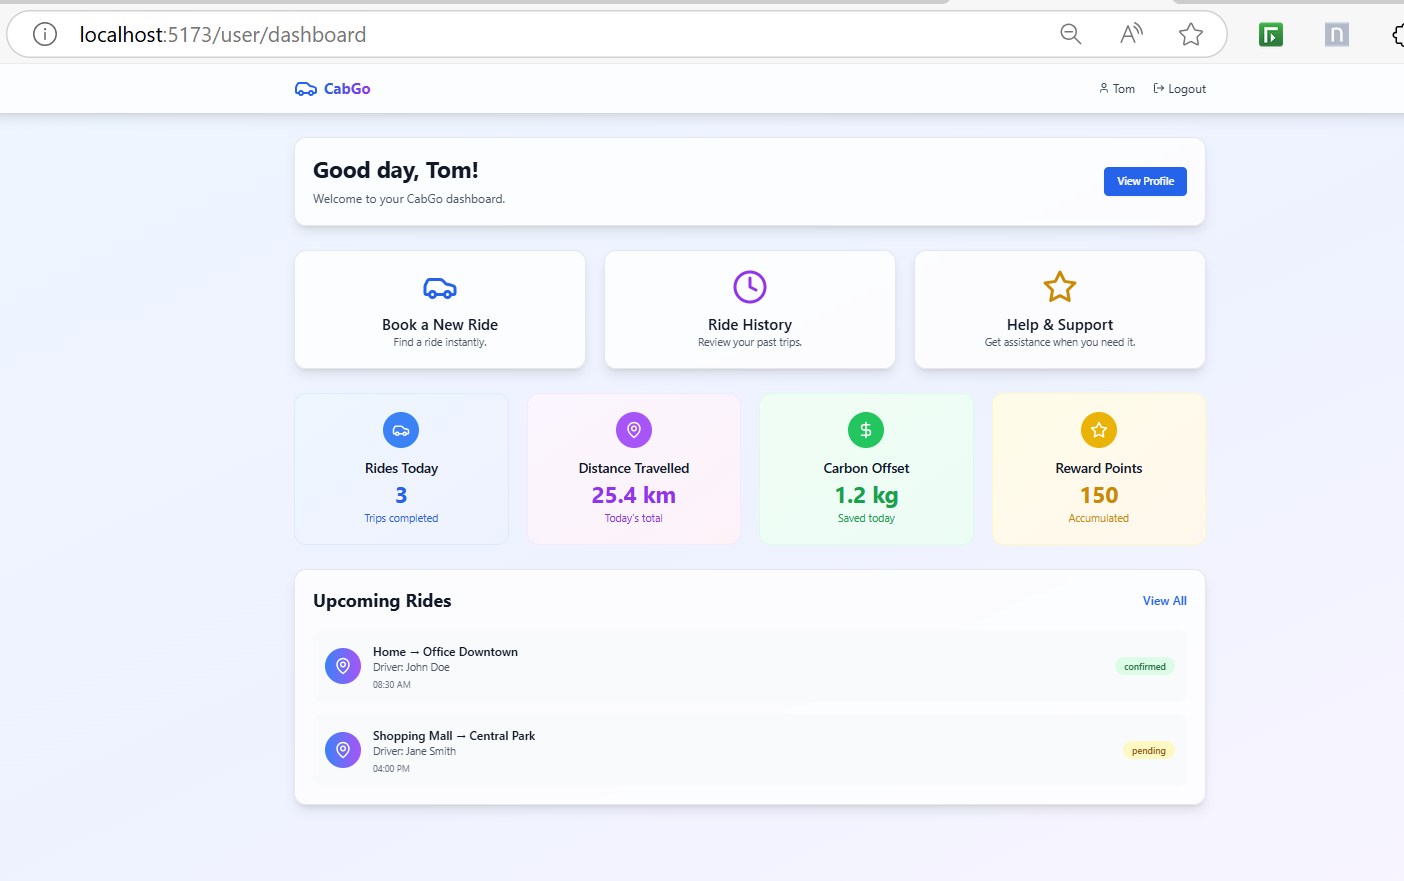 localhost:5173/user/dashboard
CabGo
Tom
Logout
Good day, Tom!
Welcome to your CabGo dashboard.
View Profile
Book a New Ride
Find a ride instantly.
Ride History
Review your past trips.
Help & Support
Get assistance when you need it.
Rides Today
3
Trips completed
Distance Travelled
25.4 km
Today's total
Carbon Offset
1.2 kg
Saved today
Reward Points
150
Accumulated
Upcoming Rides
View All
Home → Office Downtown
Driver: John Doe
08:30 AM
confirmed
Shopping Mall → Central Park
Driver: Jane Smith
04:00 PM
pending